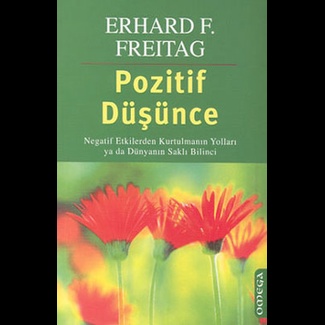 ERHARD F.
FREITAG
Pozitif
Düşünce
Negatif Etkilerden Kurtulmanın Yolları
ya da Dünyanın Saklı Bilinci
OMEGA